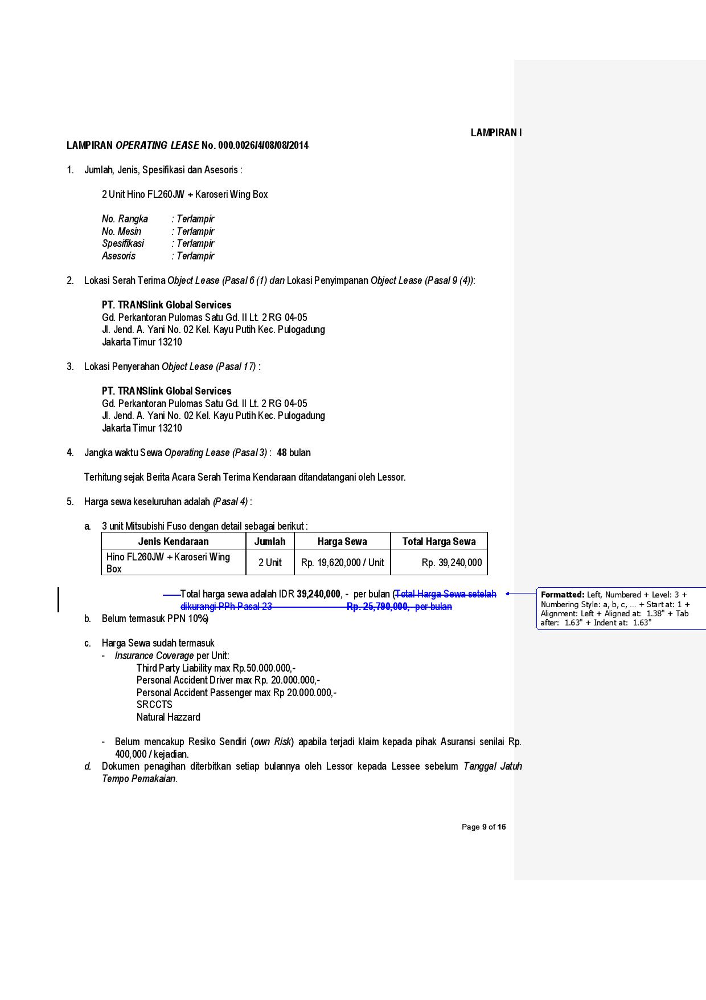 LAMPIRAN I
LAMPIRAN OPERATING LEASE No. 000.0026/4/08/08/2014
1. Jumlah, Jenis, Spesifikasi dan Asesoris :
2 Unit Hino FL260JW + Karoseri Wing Box
No. Rangka : Terlampir
No. Mesin : Terlampir
Spesifikasi : Terlampir
Asesoris : Terlampir
2. Lokasi Serah Terima Object Lease (Pasal 6 (1) dan Lokasi Penyimpanan Object Lease (Pasal 9 (4)):
PT. TRANSlink Global Services
Gd. Perkantoran Pulomas Satu Gd. II Lt. 2 RG 04-05
Jl. Jend. A. Yani No. 02 Kel. Kayu Putih Kec. Pulogadung
Jakarta Timur 13210
3. Lokasi Penyerahan Object Lease (Pasal 17) :
PT. TRANSlink Global Services
Gd. Perkantoran Pulomas Satu Gd. II Lt. 2 RG 04-05
Jl. Jend. A. Yani No. 02 Kel. Kayu Putih Kec. Pulogadung
Jakarta Timur 13210
4. Jangka waktu Sewa Operating Lease (Pasal 3) : 48 bulan
Terhitung sejak Berita Acara Serah Terima Kendaraan ditandatangani oleh Lessor.
5. Harga sewa keseluruhan adalah (Pasal 4) :
a. 3 unit Mitsubishi Fuso dengan detail sebagai berikut :
Jenis Kendaraan Jumlah Harga Sewa Total Harga Sewa
Hino FL260JW + Karoseri Wing Box 2 Unit Rp. 19,620,000 / Unit Rp. 39,240,000
Total harga sewa adalah IDR 39,240,000, - per bulan (Total Harga Sewa setelah
dikurangi PPh Pasal 23 Rp. 25,790,000,- per bulan
b. Belum termasuk PPN 10%)
Formatted: Left, Numbered + Level: 3 +
Numbering Style: a, b, c, ... + Start at: 1 +
Alignment: Left + Aligned at: 1.38" + Tab
after: 1.63" + Indent at: 1.63"
c. Harga Sewa sudah termasuk
- Insurance Coverage per Unit:
Third Party Liability max Rp.50.000.000,-
Personal Accident Driver max Rp. 20.000.000,-
Personal Accident Passenger max Rp 20.000.000,-
SRCCTS
Natural Hazzard
- Belum mencakup Resiko Sendiri (own Risk) apabila terjadi klaim kepada pihak Asuransi senilai Rp.
400,000 / kejadian.
d. Dokumen penagihan diterbitkan setiap bulannya oleh Lessor kepada Lessee sebelum Tanggal Jatuh
Tempo Pemakaian.
Page 9 of 16